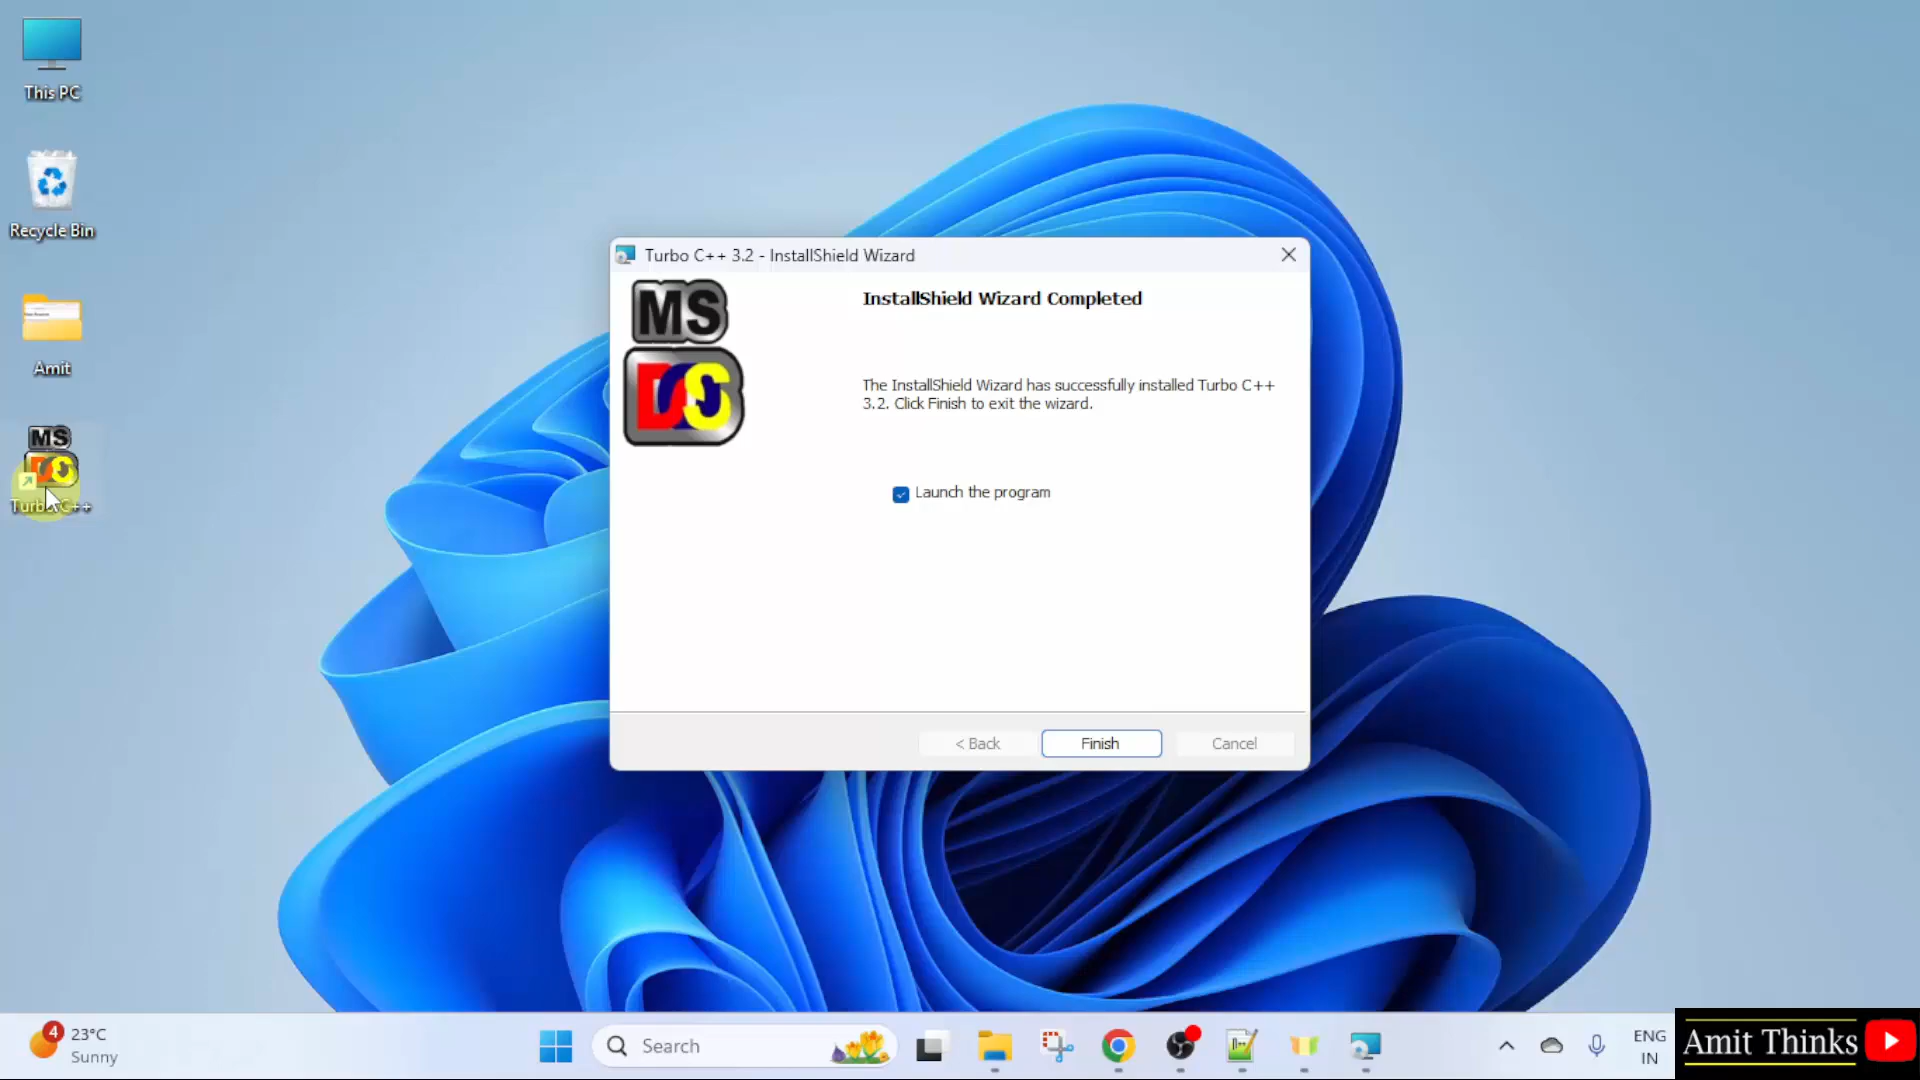 This PC
Recycle Bin
Amit
MS
DOS
Turbo C++
Turbo C++ 3.2 - InstallShield Wizard
MS
DOS
InstallShield Wizard Completed
The InstallShield Wizard has successfully installed Turbo C++
3.2. Click Finish to exit the wizard.
Launch the program
< Back
Finish
Cancel
4
23°C
Sunny
Search
ENG
IN
Amit Thinks